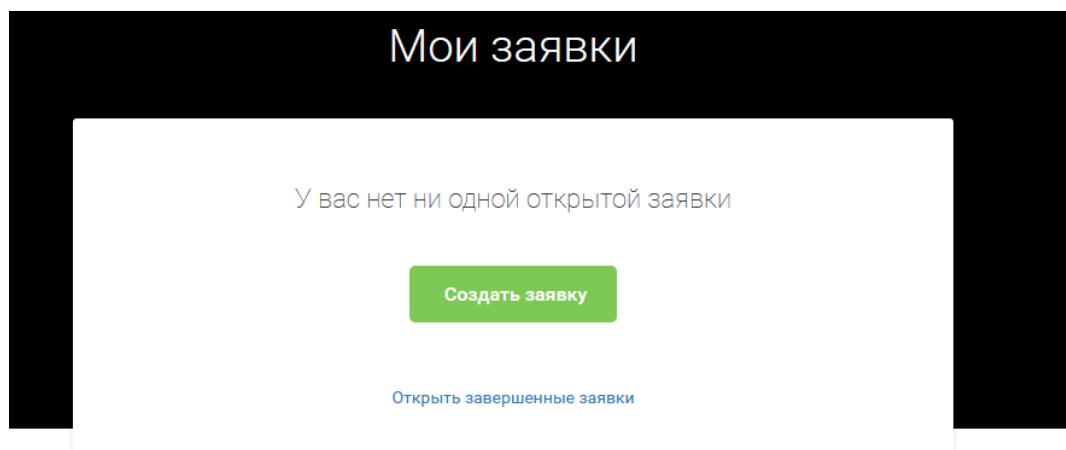 Мои заявки
У вас нет ни одной открытой заявки
Создать заявку
Открыть завершенные заявки